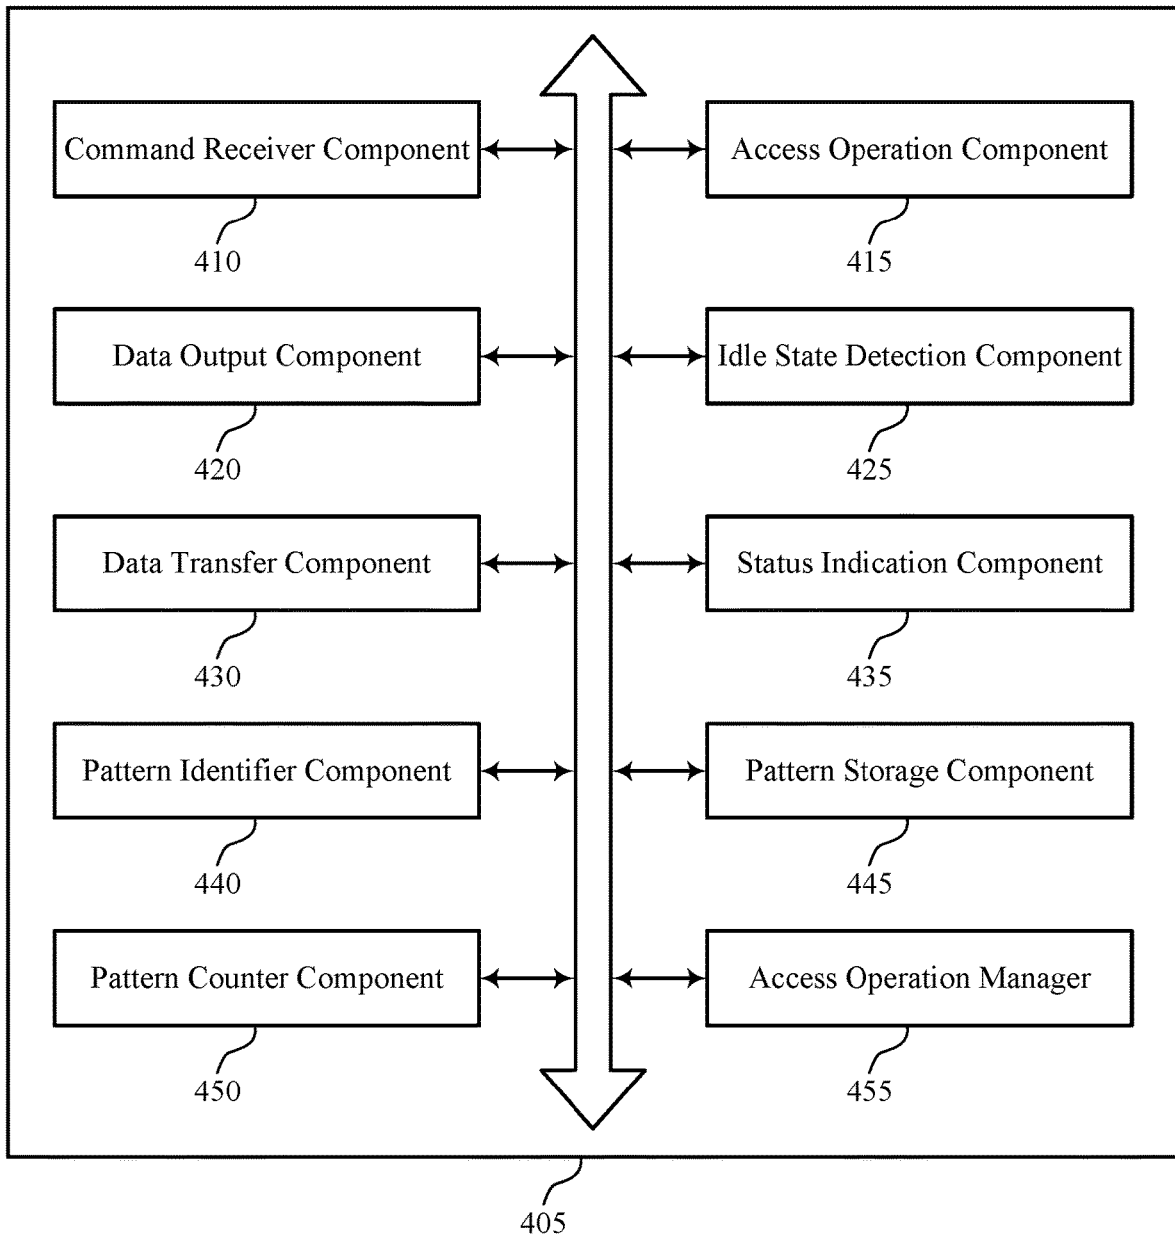 Command Receiver Component
Access Operation Component
410
415
Data Output Component
Idle State Detection Component
420
425
Data Transfer Component
Status Indication Component
430
435
Pattern Identifier Component
Pattern Storage Component
440
445
Pattern Counter Component
Access Operation Manager
450
455
405